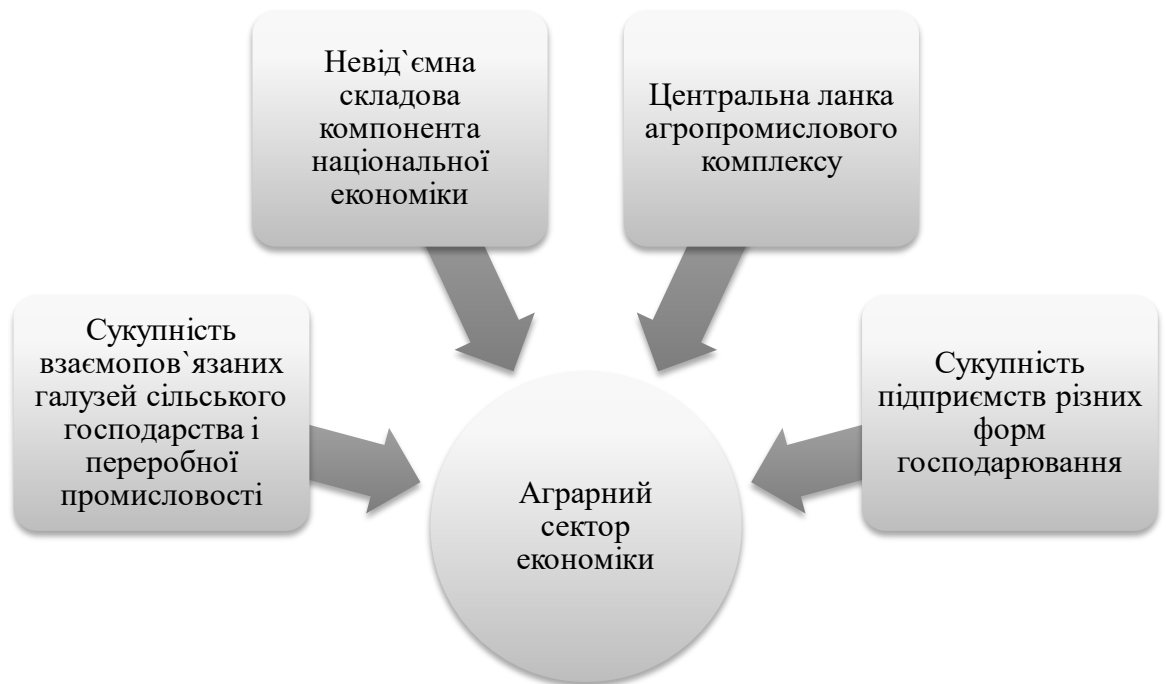 Невід`ємна
складова
компонента
національної
економіки
Центральна ланка
агропромислового
комплексу
Сукупність
взаємопов`язаних
галузей сільського
господарства і
переробної
промисловості
Сукупність
підприємств різних
форм
господарювання
Аграрний
сектор
економіки